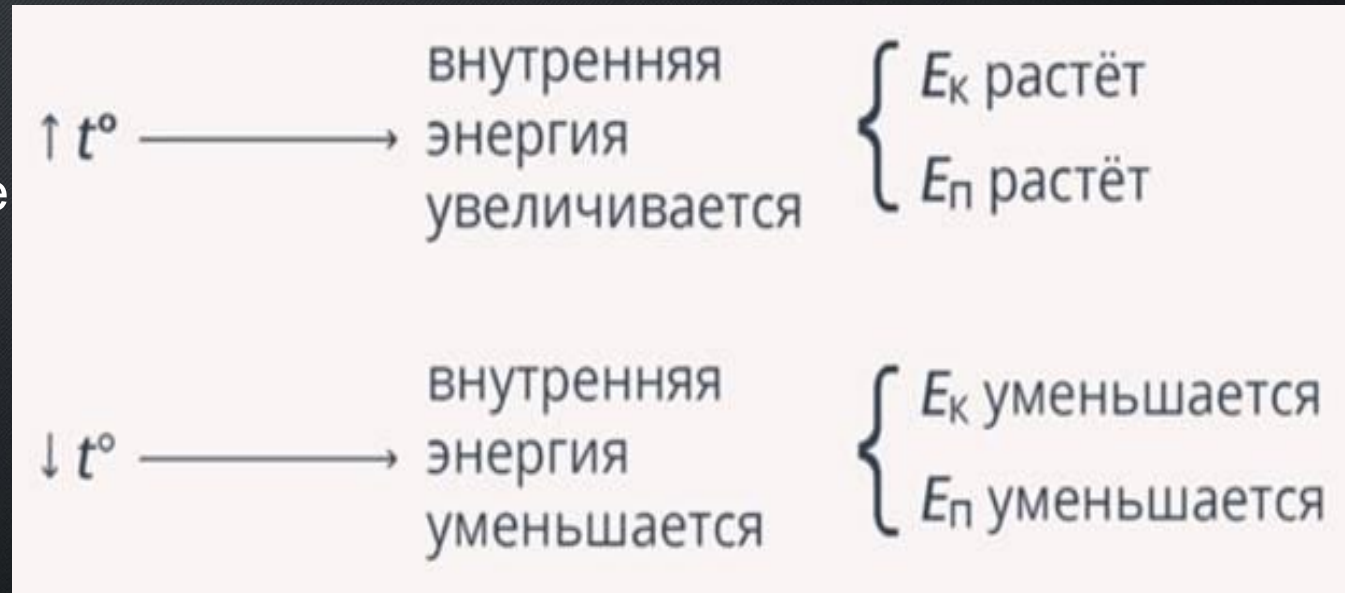 внутренняя
↑ t° ⟶ энергия
увеличивается
{ Eк растёт
Eп растёт
е
внутренняя
↓ t° ⟶ энергия
уменьшается
{ Eк уменьшается
Eп уменьшается